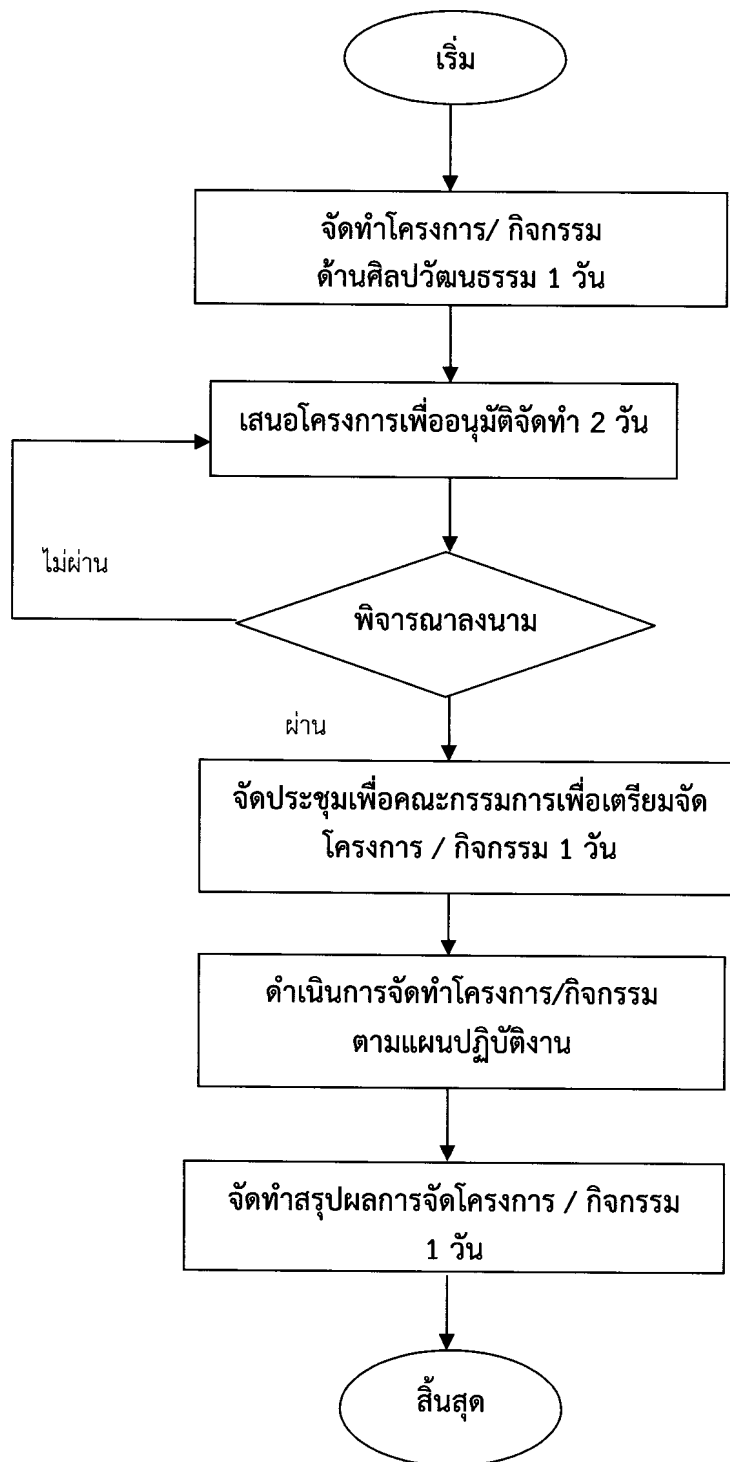 เริ่ม
จัดทำโครงการ/ กิจกรรม
ด้านศิลปวัฒนธรรม 1 วัน
เสนอโครงการเพื่ออนุมัติจัดทำ 2 วัน
ไม่ผ่าน
พิจารณาลงนาม
ผ่าน
จัดประชุมเพื่อคณะกรรมการเพื่อเตรียมจัด
โครงการ / กิจกรรม 1 วัน
ดำเนินการจัดทำโครงการ/กิจกรรม
ตามแผนปฏิบัติงาน
จัดทำสรุปผลการจัดโครงการ / กิจกรรม
1 วัน
สิ้นสุด